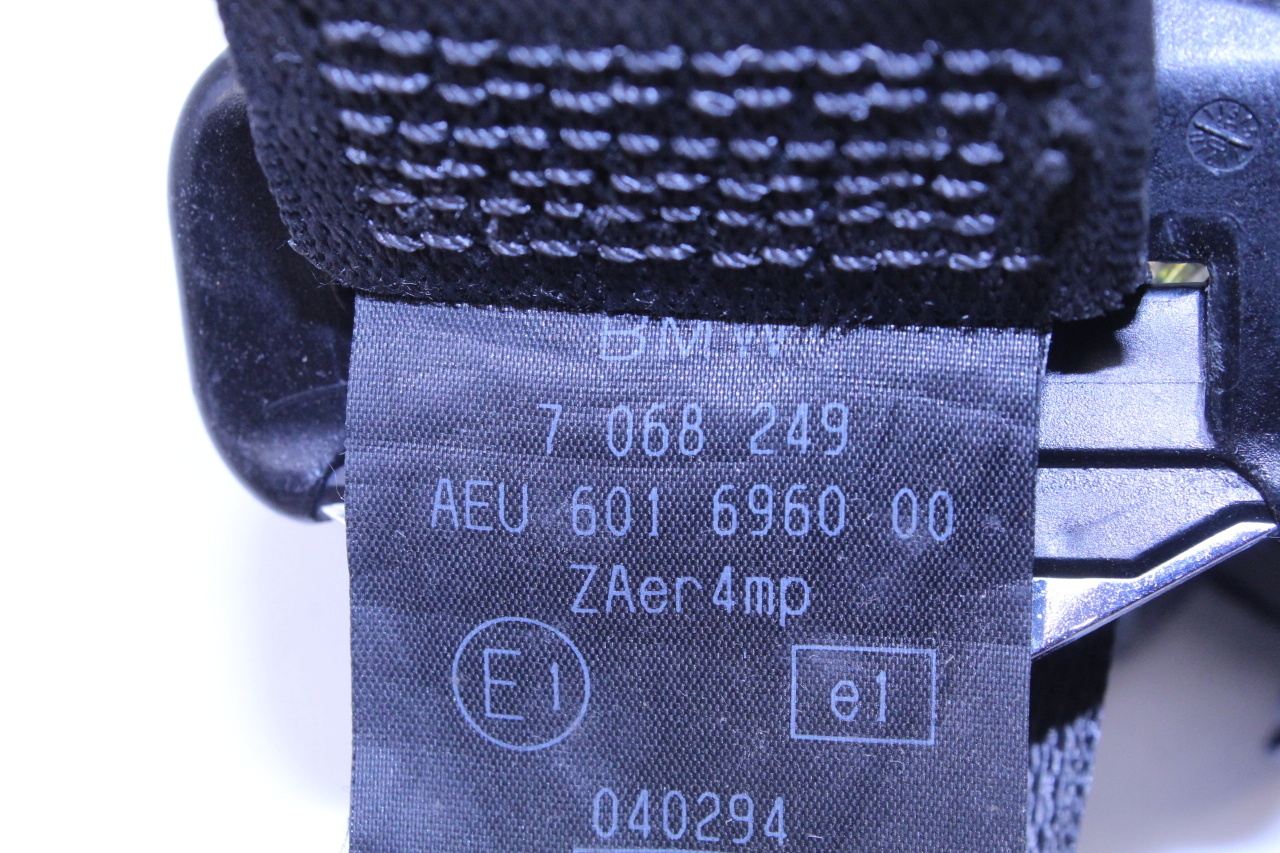 BMW
7 068 249
AEU 601 6960 00
ZAer4mp
E1
e1
040294